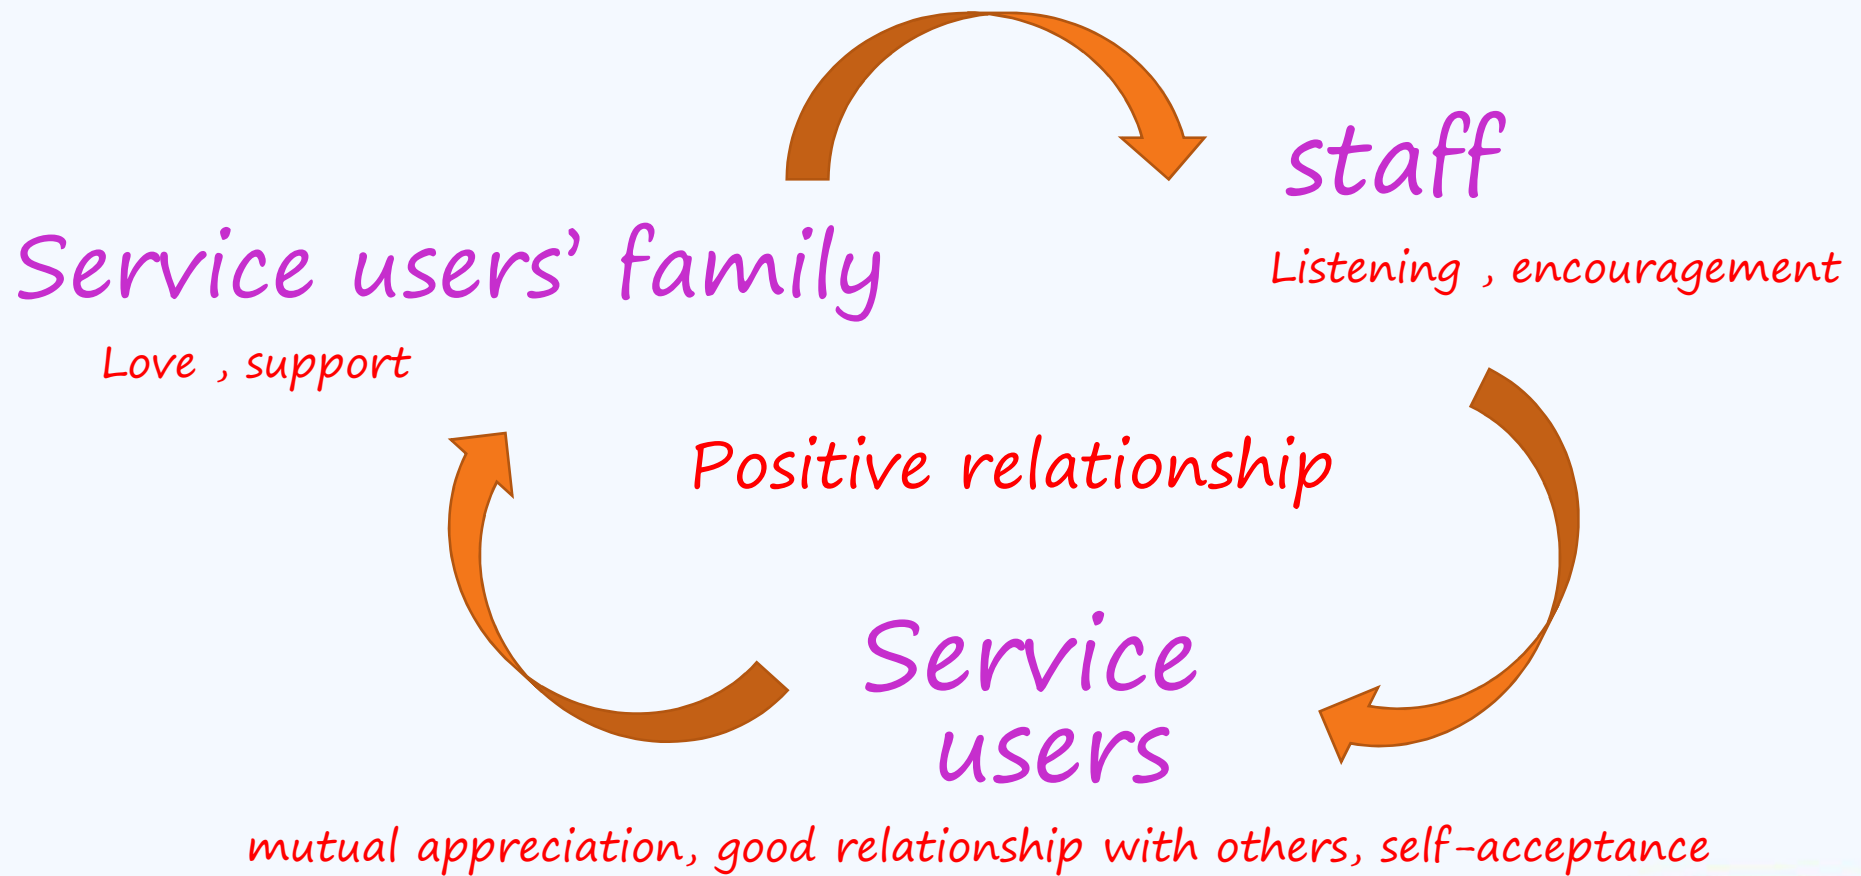 staff
Service users’ family
Listening , encouragement
Love , support
Positive relationship
Service
users
mutual appreciation, good relationship with others, self-acceptance